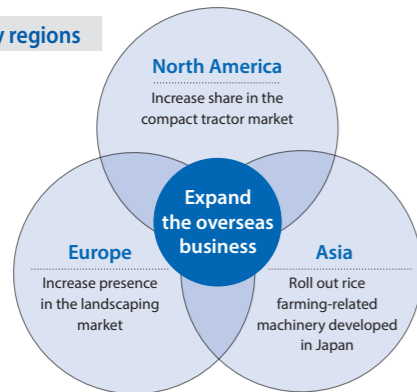 regions
North America
Increase share in the
compact tractor market
Expand
the overseas
business
Europe
Increase presence
in the landscaping
market
Asia
Roll out rice
farming-related
machinery developed
in Japan